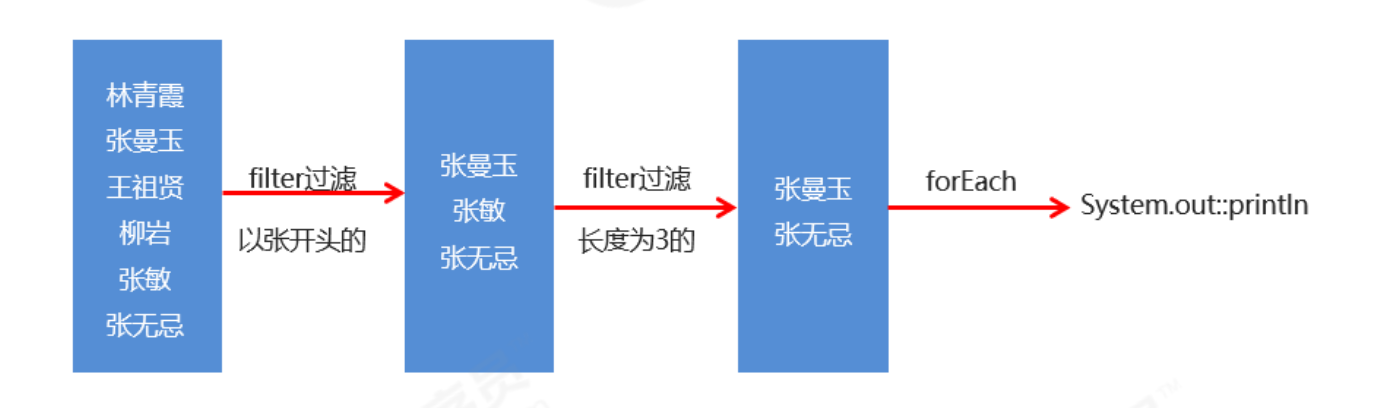 林青霞
张曼玉
王祖贤
柳岩
张敏
张无忌
filter过滤
以张开头的
张曼玉
张敏
张无忌
filter过滤
长度为3的
张曼玉
张无忌
forEach
System.out::println